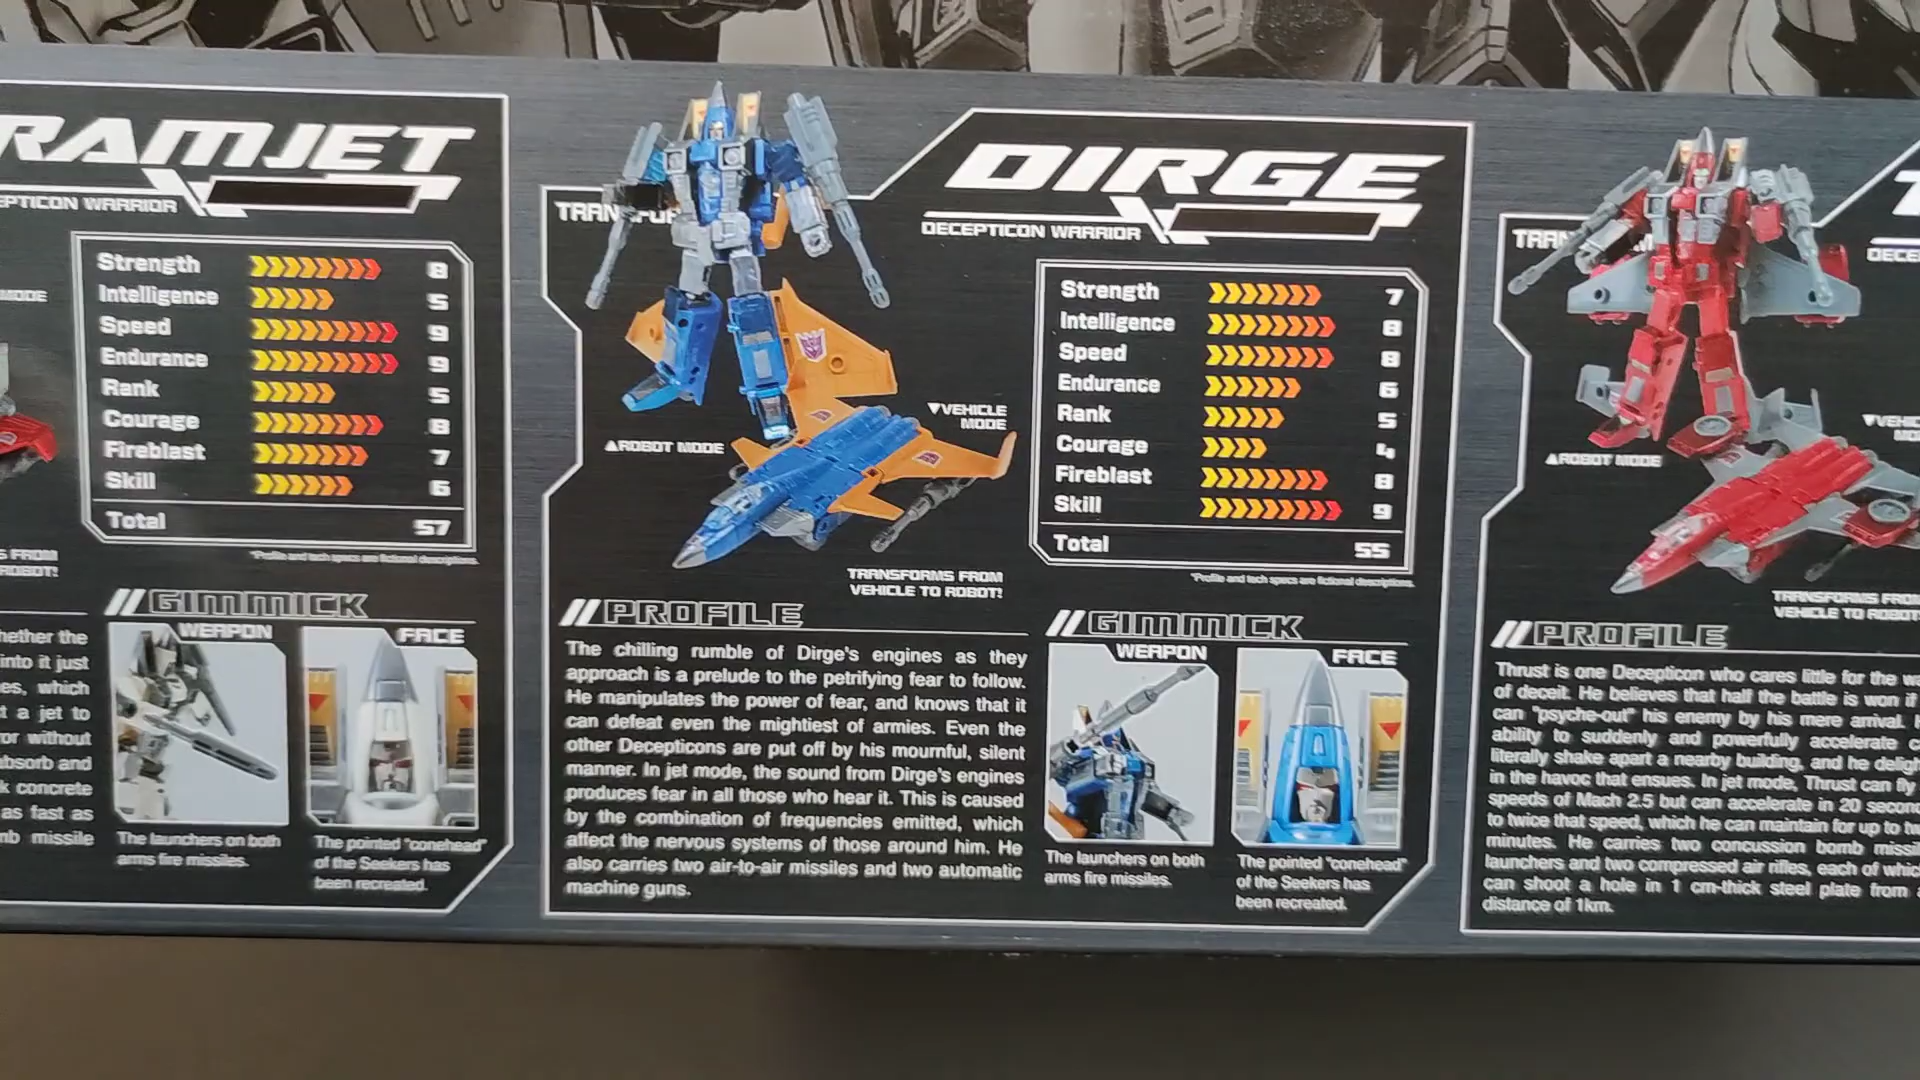 RAMJET
DECEPTICON WARRIOR
MODE
Strength 8
Intelligence 5
Speed 9
Endurance 9
Rank 5
Courage 8
Fireblast 7
Skill 6
Total 57
*Profile and tech specs are fictional descriptions.
FROM
ROBOT!
GIMMICK
WEAPON
FACE
whether the
into it just
which
t a jet to
or without
absorb and
concrete
as fast as
missile
The launchers on both
arms fire missiles.
The pointed "conehead"
of the Seekers has
been recreated.
DIRGE
DECEPTICON WARRIOR
Strength 7
Intelligence 8
Speed 8
Endurance 6
Rank 5
Courage 4
Fireblast 8
Skill 9
Total 55
*Profile and tech specs are fictional descriptions.
▼VEHICLE
MODE
▲ROBOT MODE
TRANSFORMS FROM
VEHICLE TO ROBOT!
PROFILE
The chilling rumble of Dirge's engines as they
approach is a prelude to the petrifying fear to follow.
He manipulates the power of fear, and knows that it
can defeat even the mightiest of armies. Even the
other Decepticons are put off by his mournful, silent
manner. In jet mode, the sound from Dirge's engines
produces fear in all those who hear it. This is caused
by the combination of frequencies emitted, which
affect the nervous systems of those around him. He
also carries two air-to-air missiles and two automatic
machine guns.
GIMMICK
WEAPON
FACE
The launchers on both
arms fire missiles.
The pointed "conehead"
of the Seekers has
been recreated.
▲ROBOT MODE
TRANSFORMS FROM
VEHICLE TO ROBOT
PROFILE
Thrust is one Decepticon who cares little for the
of deceit. He believes that half the battle is won if
can "psyche-out" his enemy by his mere arrival.
ability to suddenly and powerfully accelerate
literally shake apart a nearby building, and he
in the havoc that ensues. In jet mode, Thrust can fly
speeds of Mach 2.5 but can accelerate in 20
to twice that speed, which he can maintain for up to
minutes. He carries two concussion bomb
launchers and two compressed air rifles, each of
can shoot a hole in 1 cm-thick steel plate from
distance of 1km.